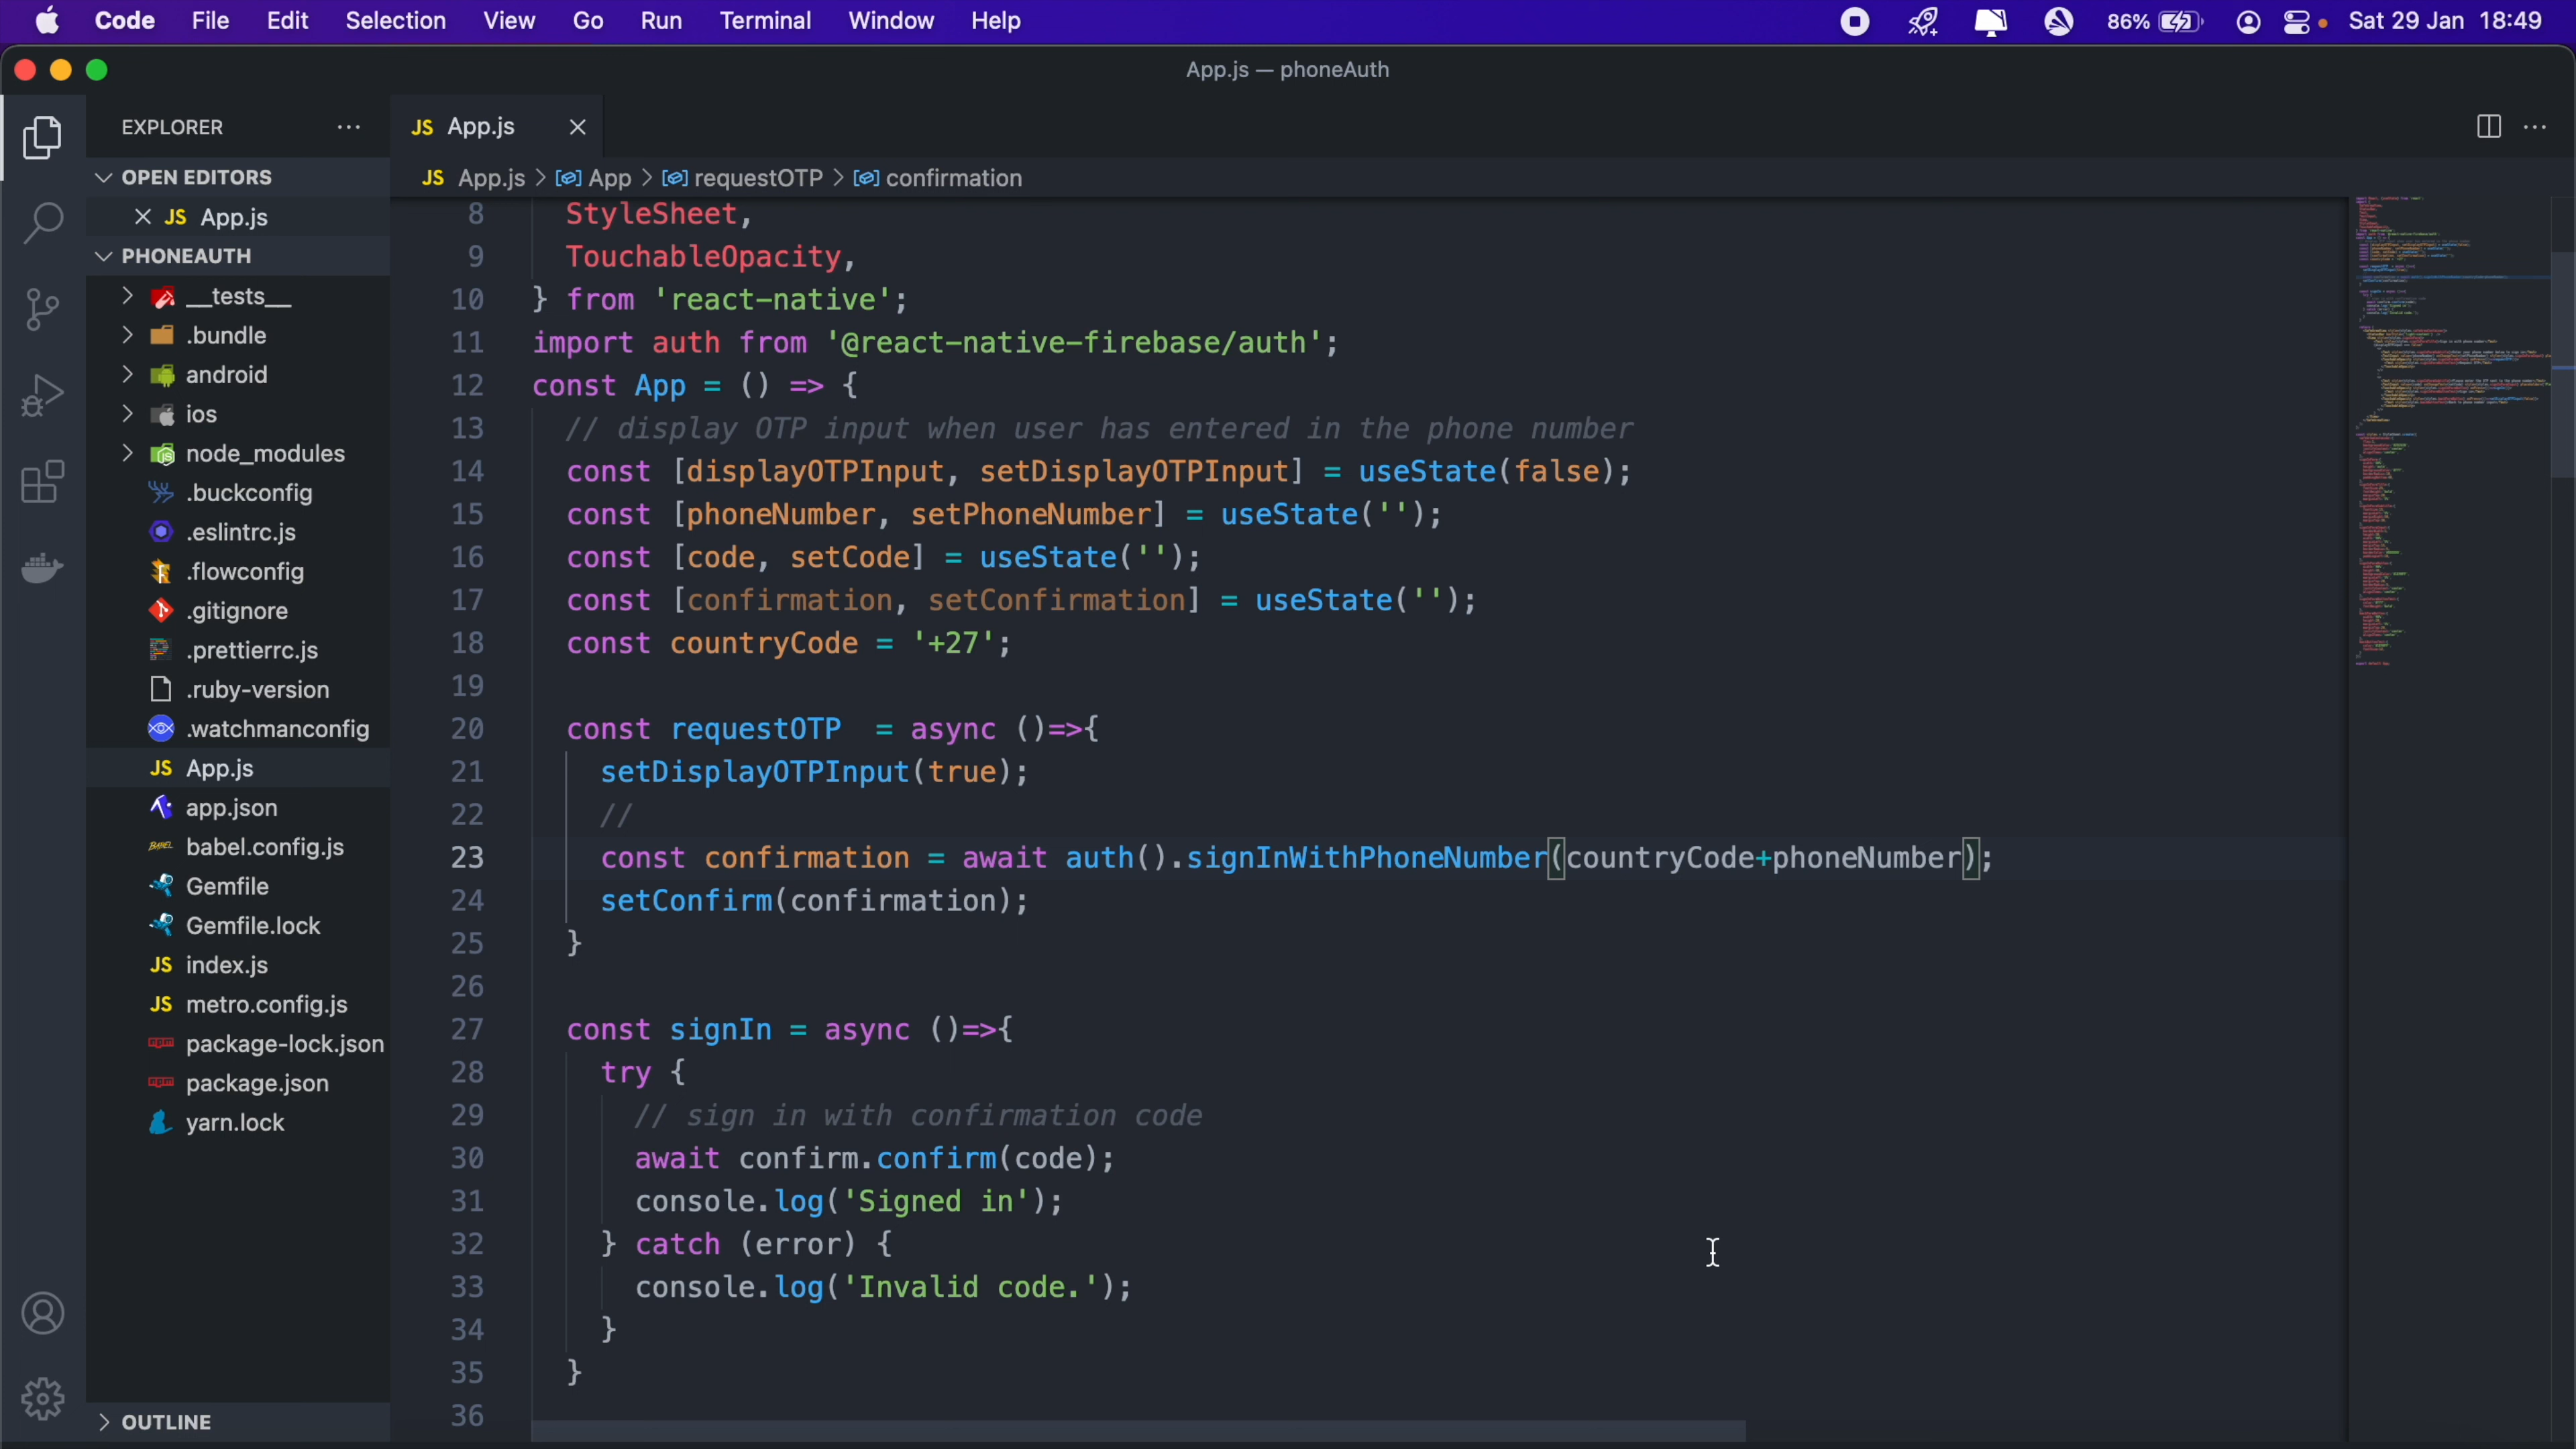 Code File Edit Selection View Go Run Terminal Window Help 86% Sat 29 Jan 18:49
App.js — phoneAuth
EXPLORER
OPEN EDITORS
JS App.js
PHONEAUTH
__tests__
.bundle
android
ios
node_modules
.buckconfig
.eslintrc.js
.flowconfig
.gitignore
.prettierrc.js
.ruby-version
.watchmanconfig
JS App.js
app.json
BABEL babel.config.js
Gemfile
Gemfile.lock
JS index.js
JS metro.config.js
package-lock.json
package.json
yarn.lock
OUTLINE
JS App.js
JS App.js > App > requestOTP > confirmation
8 StyleSheet,
9 TouchableOpacity,
10 } from 'react-native';
11 import auth from '@react-native-firebase/auth';
12 const App = () => {
13 // display OTP input when user has entered in the phone number
14 const [displayOTPInput, setDisplayOTPInput] = useState(false);
15 const [phoneNumber, setPhoneNumber] = useState('');
16 const [code, setCode] = useState('');
17 const [confirmation, setConfirmation] = useState('');
18 const countryCode = '+27';
19
20 const requestOTP  = async ()=>{
21 setDisplayOTPInput(true);
22 //
23 const confirmation = await auth().signInWithPhoneNumber(countryCode+phoneNumber);
24 setConfirm(confirmation);
25 }
26
27 const signIn = async ()=>{
28 try {
29 // sign in with confirmation code
30 await confirm.confirm(code);
31 console.log('Signed in');
32 } catch (error) {
33 console.log('Invalid code.');
34 }
35 }
36